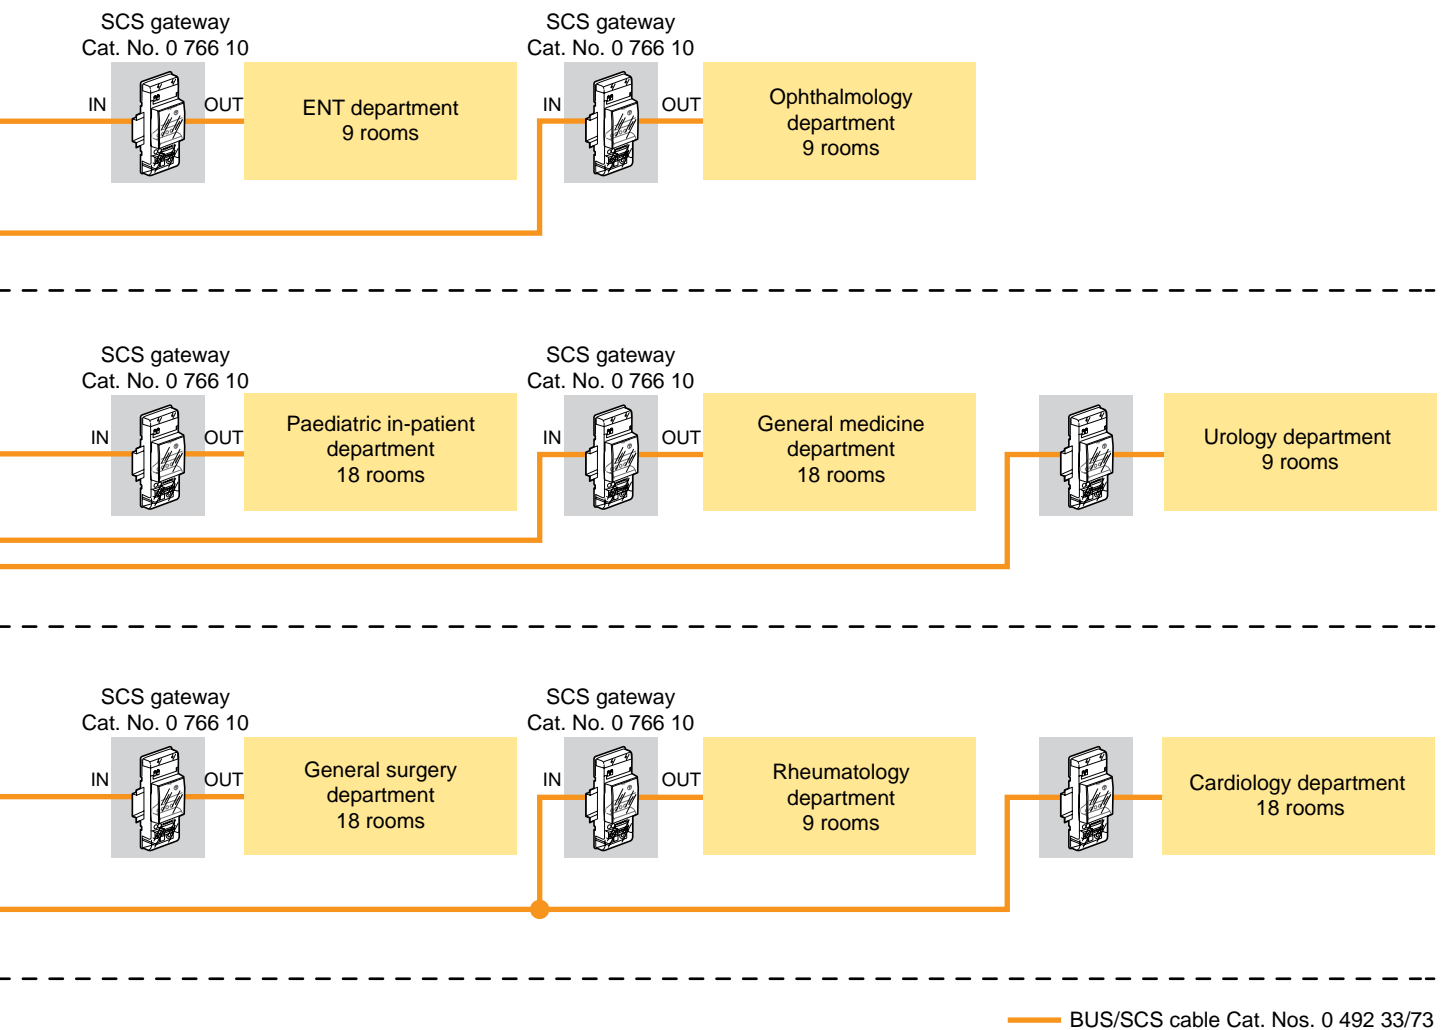 SCS gateway
Cat. No. 0 766 10
IN
OUT
ENT department
9 rooms
SCS gateway
Cat. No. 0 766 10
IN
OUT
Ophthalmology
department
9 rooms
SCS gateway
Cat. No. 0 766 10
IN
OUT
Paediatric in-patient
department
18 rooms
SCS gateway
Cat. No. 0 766 10
IN
OUT
General medicine
department
18 rooms
Urology department
9 rooms
SCS gateway
Cat. No. 0 766 10
IN
OUT
General surgery
department
18 rooms
SCS gateway
Cat. No. 0 766 10
IN
OUT
Rheumatology
department
9 rooms
Cardiology department
18 rooms
BUS/SCS cable Cat. Nos. 0 492 33/73